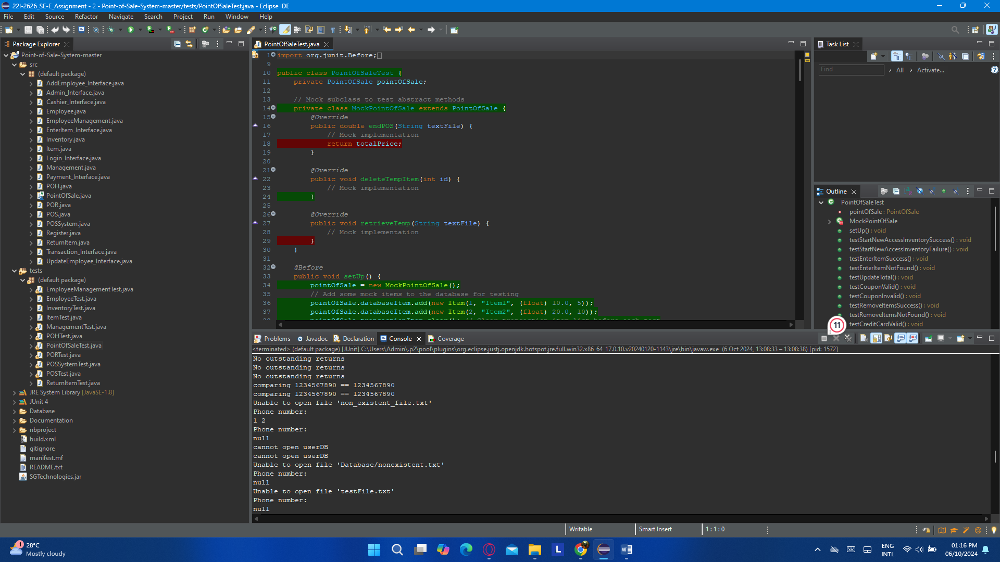 22I-2626_SE-E_Assignment - 2 - Point-of-Sale-System-master/tests/PointOfSaleTest.java - Eclipse IDE
File Edit Source Refactor Navigate Search Project Run Window Help
Package Explorer
Point-of-Sale-System-master
src
(default package)
AddEmployee_Interface.java
Admin_Interface.java
Cashier_Interface.java
Employee.java
EmployeeManagement.java
EnterItem_Interface.java
Inventory.java
Item.java
Login_Interface.java
Management.java
Payment_Interface.java
POH.java
PointOfSale.java
POR.java
POS.java
POSSystem.java
Register.java
ReturnItem.java
Transaction_Interface.java
UpdateEmployee_Interface.java
tests
(default package)
EmployeeManagementTest.java
EmployeeTest.java
InventoryTest.java
ItemTest.java
ManagementTest.java
POHTest.java
PointOfSaleTest.java
PORTest.java
POSSystemTest.java
POSTest.java
ReturnItemTest.java
JRE System Library [JavaSE-1.8]
JUnit 4
Database
Documentation
nbproject
build.xml
gitignore
manifest.mf
README.txt
SGTechnologies.jar
PointOfSaleTest.java
1 import org.junit.Before;
9
10 public class PointOfSaleTest {
11 private PointOfSale pointOfSale;
12
13 // Mock subclass to test abstract methods
14 private class MockPointOfSale extends PointOfSale {
15 @Override
16 public double endPOS(String textFile) {
17 // Mock implementation
18 return totalPrice;
19 }
20
21 @Override
22 public void deleteTempItem(int id) {
23 // Mock implementation
24 }
25
26 @Override
27 public void retrieveTemp(String textFile) {
28 // Mock implementation
29 }
30 }
31
32 @Before
33 public void setUp() {
34 pointOfSale = new MockPointOfSale();
35 // Add some mock items to the database for testing
36 pointOfSale.databaseItem.add(new Item(1, "Item1", (float) 10.0, 5));
37 pointOfSale.databaseItem.add(new Item(2, "Item2", (float) 20.0, 10));
Task List
Find
All
Activate...
Outline
PointOfSaleTest
pointOfSale : PointOfSale
MockPointOfSale
setUp() : void
testStartNewAccessInventorySuccess() : void
testStartNewAccessInventoryFailure() : void
testEnterItemSuccess() : void
testEnterItemNotFound() : void
testUpdateTotal() : void
testCouponValid() : void
testCouponInvalid() : void
testRemoveItemsSuccess() : void
testRemoveItemsNotFound() : void
testCreditCardValid() : void
11
Problems Javadoc Declaration Console Coverage
<terminated> (default package) [JUnit] C:\Users\Admin\.p2\pool\plugins\org.eclipse.justj.openjdk.hotspot.jre.full.win32.x86_64_17.0.10.v20240120-1143\jre\bin\javaw.exe (6 Oct 2024, 13:08:33 – 13:08:38) [pid: 1572]
No outstanding returns
No outstanding returns
No outstanding returns
comparing 1234567890 == 1234567890
comparing 1234567890 == 1234567890
Unable to open file 'non_existent_file.txt'
Phone number:
1 2
Phone number:
null
cannot open userDB
cannot open userDB
Unable to open file 'Database/nonexistent.txt'
Phone number:
null
Unable to open file 'testFile.txt'
Phone number:
null
Writable
Smart Insert
1 : 1 : 0
1
28°C
Mostly cloudy
ENG
INTL
01:16 PM
06/10/2024